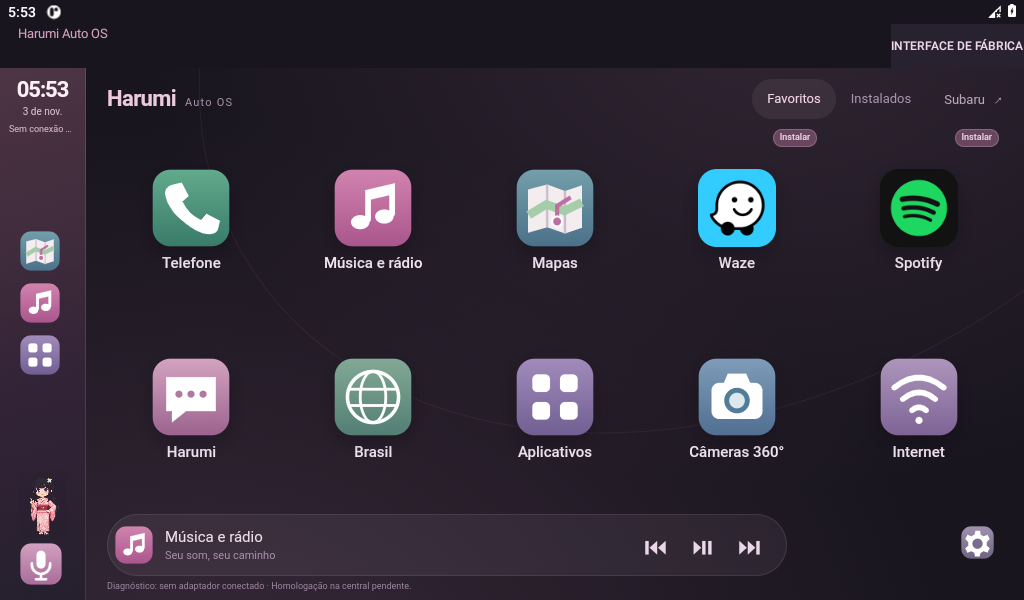 5:53
Harumi Auto OS
INTERFACE DE FÁBRICA
05:53
3 de nov.
Sem conexão ...
Harumi Auto OS
Favoritos
Instalados
Subaru ↗
Instalar
Instalar
Telefone
Música e rádio
Mapas
Waze
Spotify
Harumi
Brasil
Aplicativos
Câmeras 360°
Internet
Música e rádio
Seu som, seu caminho
Diagnóstico: sem adaptador conectado · Homologação na central pendente.